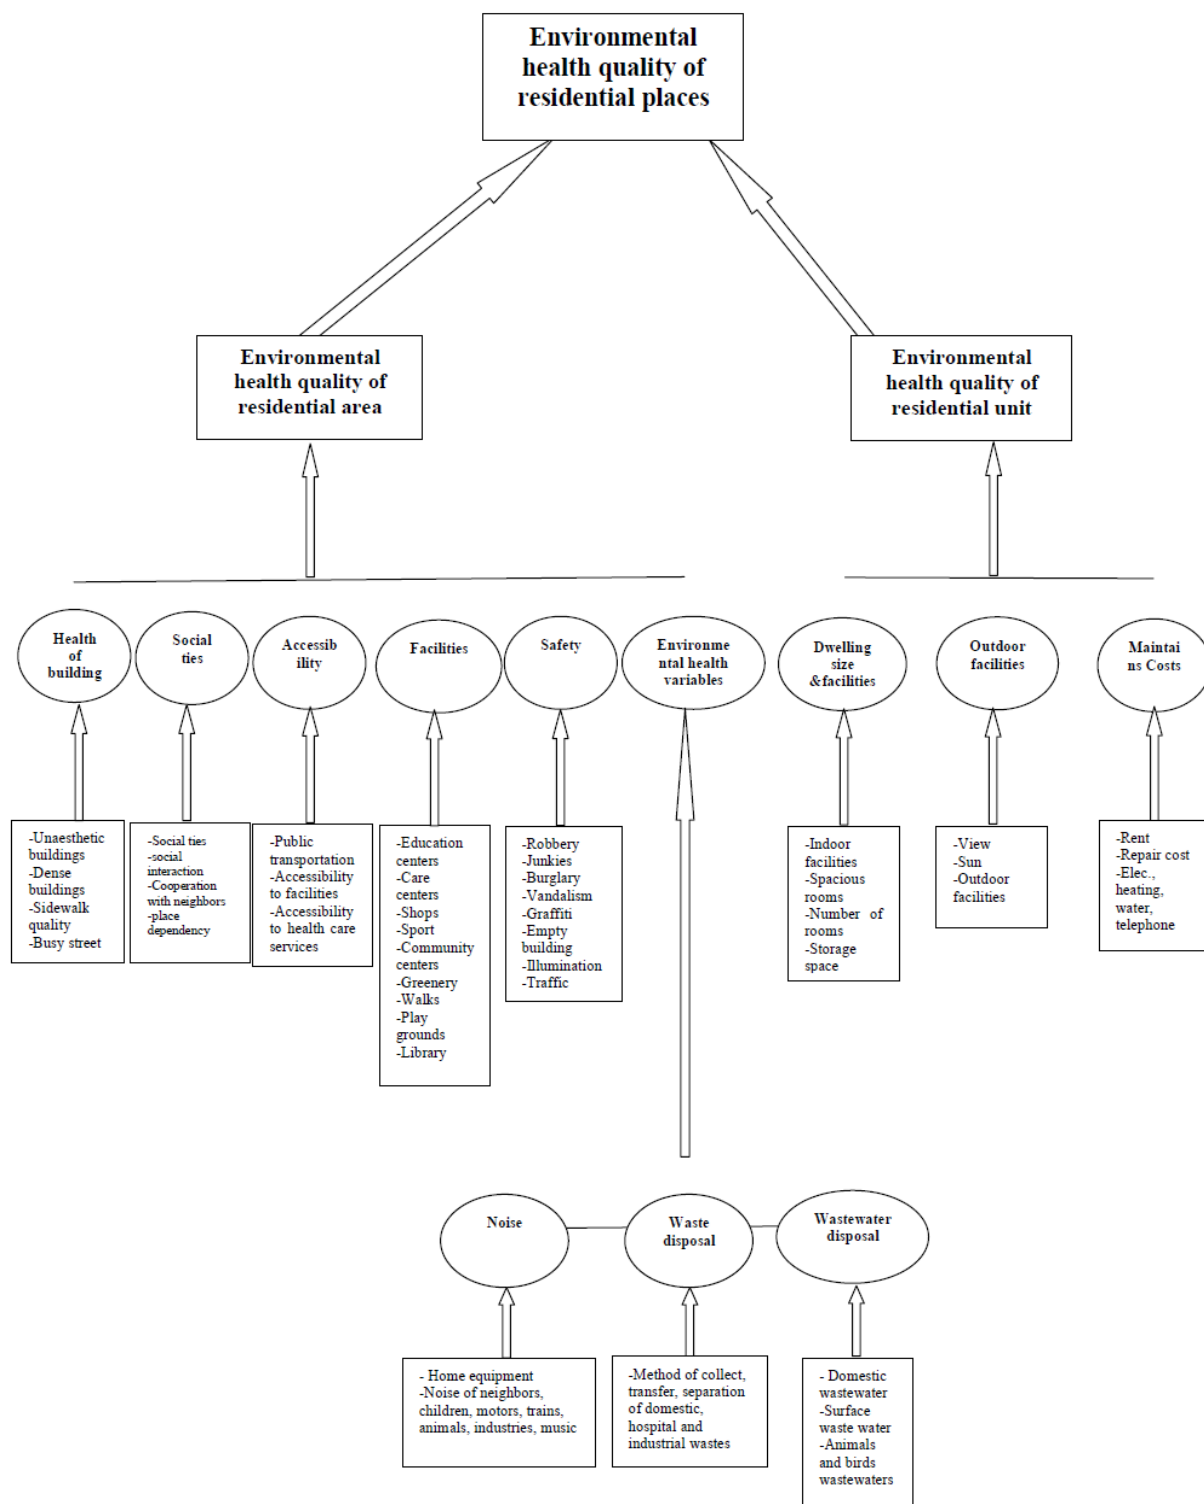 Environmental
health quality of
residential places
Environmental
health quality of
residential area
Environmental
health quality of
residential unit
Health
of
building
Social
ties
Accessib
ility
Facilities
Safety
Environme
ntal health
variables
Dwelling
size
&facilities
Outdoor
facilities
Maintai
ns Costs
-Unaesthetic
buildings
-Dense
buildings
-Sidewalk
quality
-Busy street
-Social ties
-social
interaction
-Cooperation
with neighbors
-place
dependency
-Public
transportation
-Accessibility
to facilities
-Accessibility
to health care
services
-Education
centers
-Care
centers
-Shops
-Sport
-Community
centers
-Greenery
-Walks
-Play
grounds
-Library
-Robbery
-Junkies
-Burglary
-Vandalism
-Graffiti
-Empty
building
-Illumination
-Traffic
-Indoor
facilities
-Spacious
rooms
-Number of
rooms
-Storage
space
-View
-Sun
-Outdoor
facilities
-Rent
-Repair cost
-Elec.,
heating,
water,
telephone
Noise
Waste
disposal
Wastewater
disposal
- Home equipment
-Noise of neighbors,
children, motors, trains,
animals, industries, music
-Method of collect,
transfer, separation
of domestic,
hospital and
industrial wastes
- Domestic
wastewater
-Surface
waste water
-Animals
and birds
wastewaters